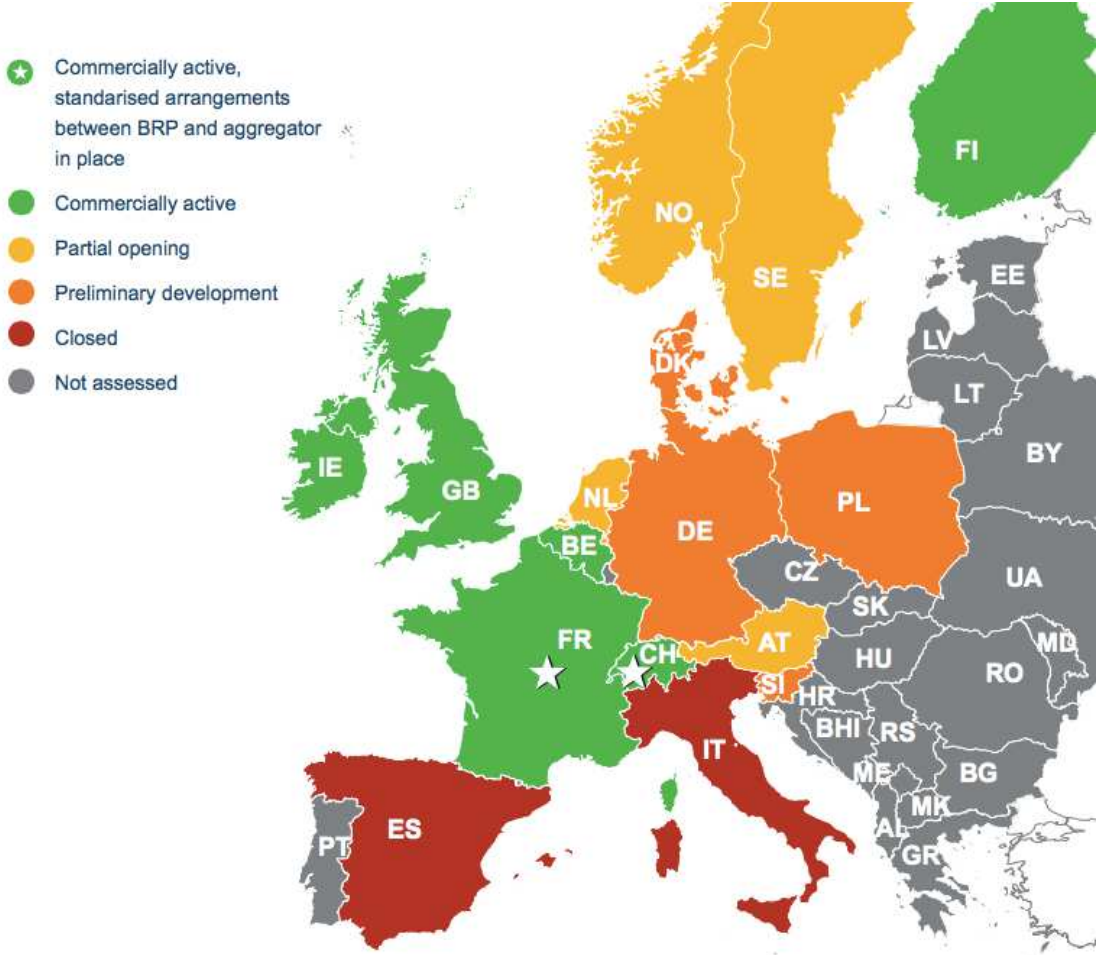 Commercially active,
standarised arrangements
between BRP and aggregator
in place
Commercially active
Partial opening
Preliminary development
Closed
Not assessed
FI
NO
SE
EE
LV
DK
LT
BY
IE
GB
NL
PL
DE
BE
CZ
UA
SK
FR
CH
AT
MD
HU
RO
SI
HR
BHI
RS
IT
ME
BG
MK
ES
AL
PT
GR